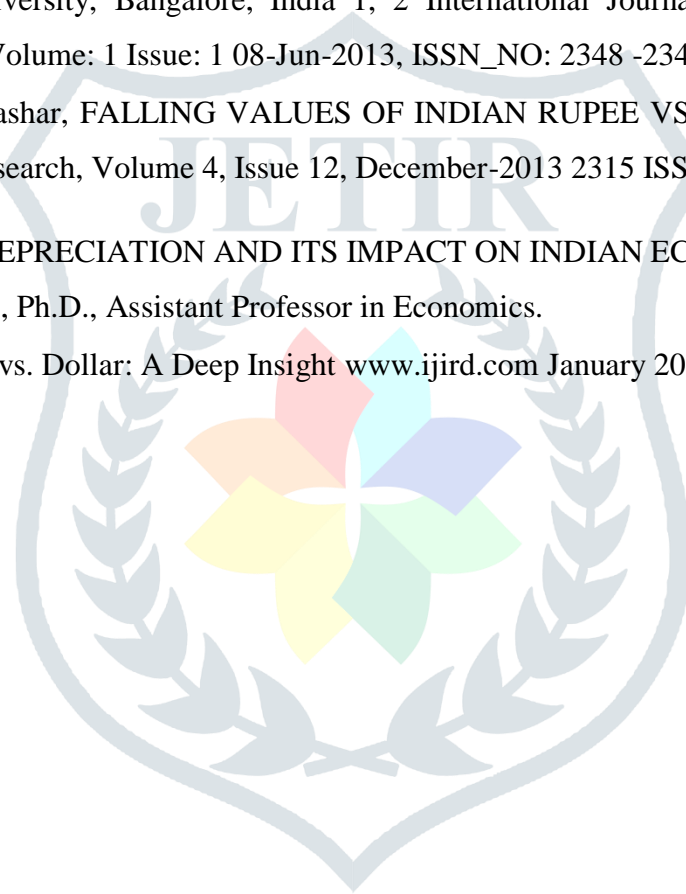 iversity, Bangalore, India 1, 2 International Journa
Volume: 1 Issue: 1 08-Jun-2013, ISSN_NO: 2348 -234
ashar, FALLING VALUES OF INDIAN RUPEE VS
search, Volume 4, Issue 12, December-2013 2315 ISS
JETIR
EPRECIATION AND ITS IMPACT ON INDIAN EC
, Ph.D., Assistant Professor in Economics.
vs. Dollar: A Deep Insight www.ijird.com January 20